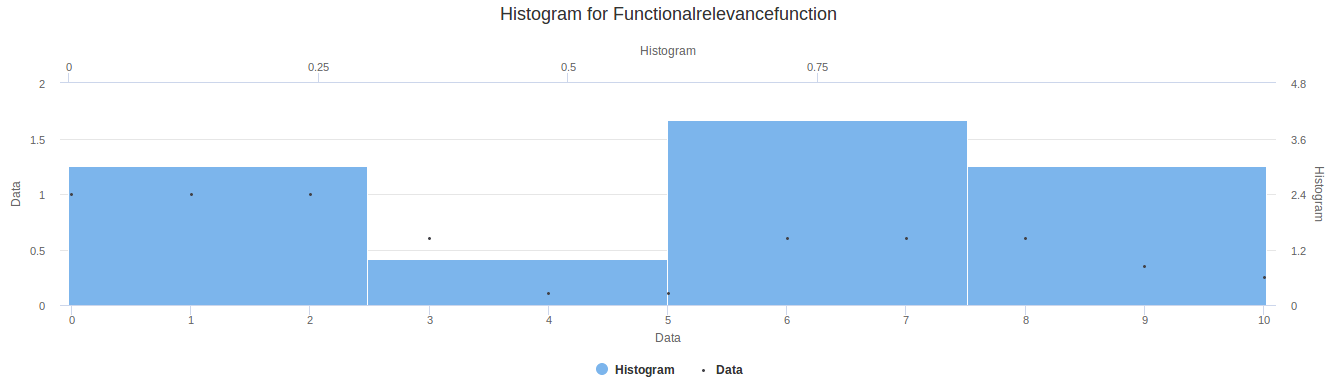 Histogram for Functionalrelevancefunction
Histogram
0 0.25 0.5 0.75
2 4.8
1.5 3.6
1 2.4
0.5 1.2
0 0
Data
Histogram
0 1 2 3 4 5 6 7 8 9 10
Data
Histogram Data